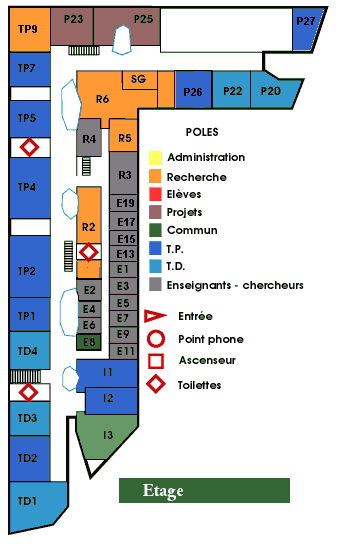 TP9 P23 P25 P27
TP7 SG
R6 P26 P22 P20
TP5
R4 R5
POLES
Administration
TP4 R3 Recherche
E19 Elèves
R2 E17 Projets
E15 Commun
E13 T.P.
TP2 E1 T.D.
E2 E3 Enseignants - chercheurs
E4 E5
TP1 E6 E7 Entrée
E8 E9 Point phone
TD4 E11 Ascenseur
I1 Toilettes
I2
TD3
I3
TD2
TD1 Etage